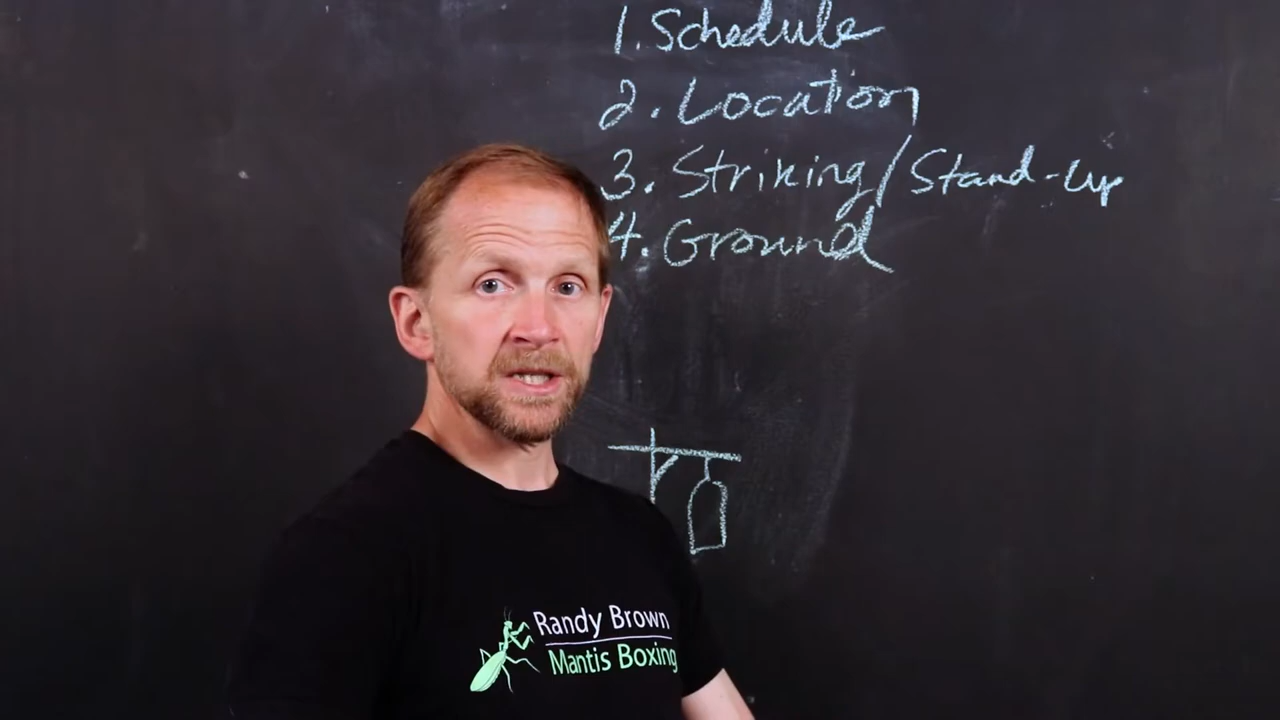 1. Schedule
2. Location
3. Striking/Stand-Up
4. Ground
Randy Brown
Mantis Boxing